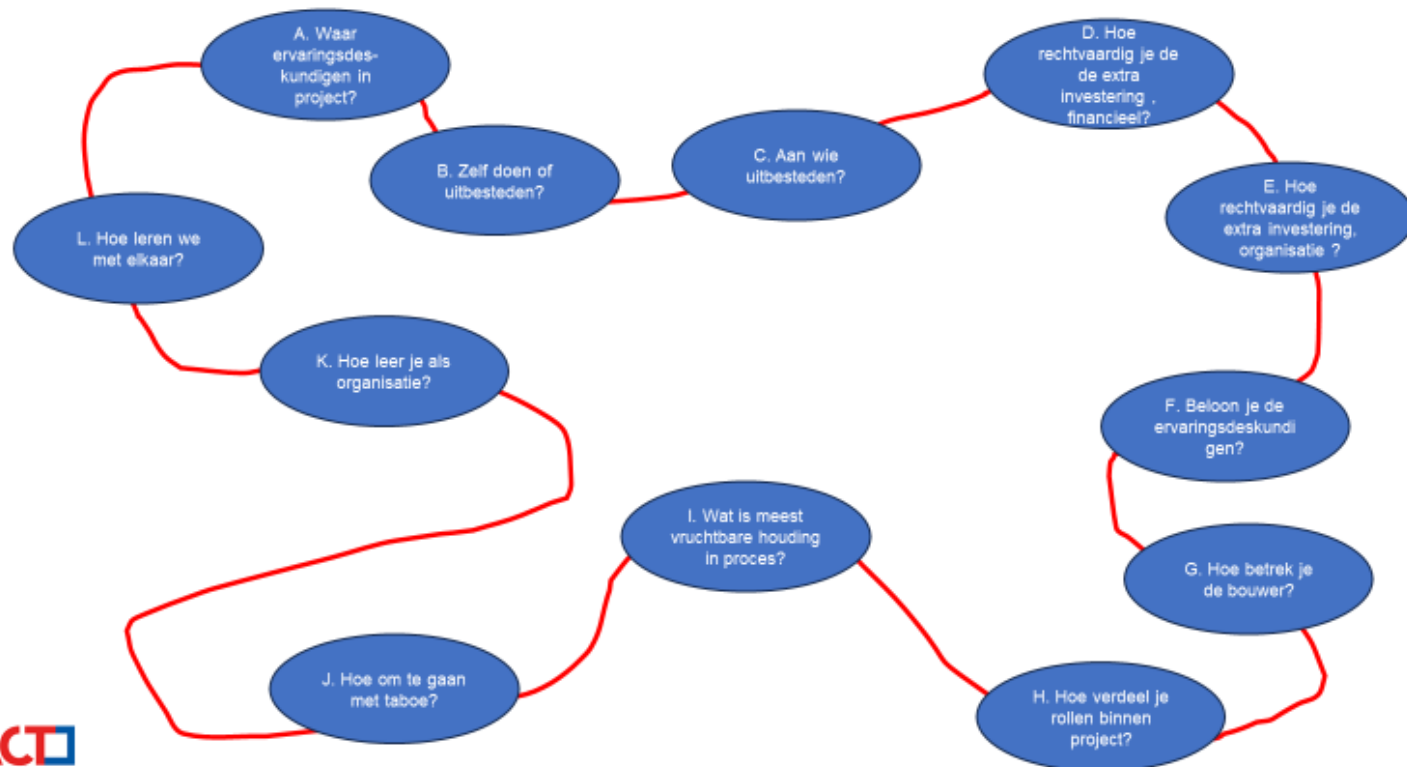 A. Waar
ervaringsdes-
kundigen in
project?
B. Zelf doen of
uitbesteden?
C. Aan wie
uitbesteden?
D. Hoe
rechtvaardig je de
de extra
investering ,
financieel?
E. Hoe
rechtvaardig je de
extra investering,
organisatie ?
F. Beloon je de
ervaringsdeskundi
gen?
G. Hoe betrek je
de bouwer?
H. Hoe verdeel je
rollen binnen
project?
I. Wat is meest
vruchtbare houding
in proces?
J. Hoe om te gaan
met taboe?
K. Hoe leer je als
organisatie?
L. Hoe leren we
met elkaar?
ACT